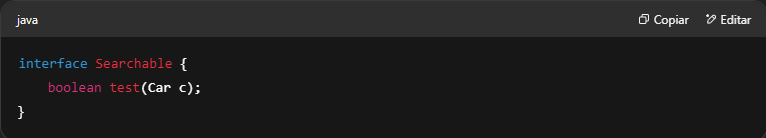 java
Copiar
Editar
interface Searchable {
    boolean test(Car c);
}